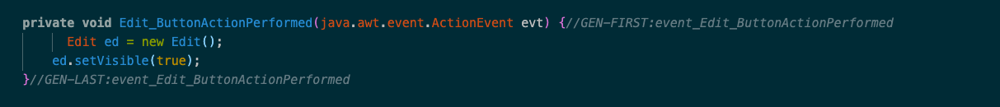 private void Edit_ButtonActionPerformed(java.awt.event.ActionEvent evt) {//GEN-FIRST:event_Edit_ButtonActionPerformed
Edit ed = new Edit();
ed.setVisible(true);
}//GEN-LAST:event_Edit_ButtonActionPerformed